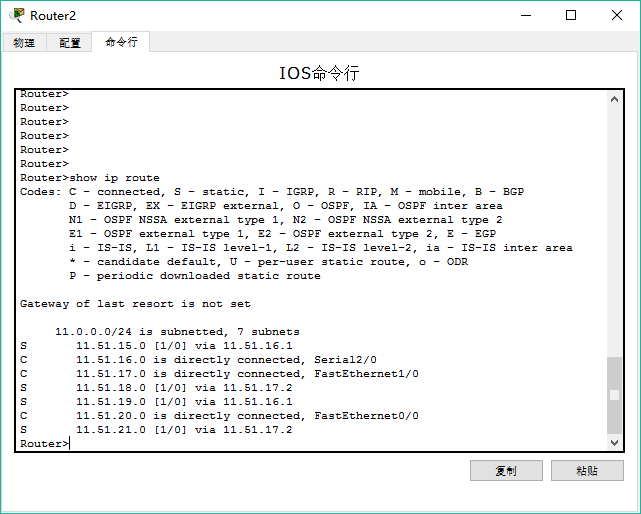 Router2
物理 配置 命令行
IOS命令行
Router>
Router>
Router>
Router>
Router>
Router>
Router>show ip route
Codes: C - connected, S - static, I - IGRP, R - RIP, M - mobile, B - BGP
D - EIGRP, EX - EIGRP external, O - OSPF, IA - OSPF inter area
N1 - OSPF NSSA external type 1, N2 - OSPF NSSA external type 2
E1 - OSPF external type 1, E2 - OSPF external type 2, E - EGP
i - IS-IS, L1 - IS-IS level-1, L2 - IS-IS level-2, ia - IS-IS inter area
* - candidate default, U - per-user static route, o - ODR
P - periodic downloaded static route
Gateway of last resort is not set
11.0.0.0/24 is subnetted, 7 subnets
S 11.51.15.0 [1/0] via 11.51.16.1
C 11.51.16.0 is directly connected, Serial2/0
C 11.51.17.0 is directly connected, FastEthernet1/0
S 11.51.18.0 [1/0] via 11.51.17.2
S 11.51.19.0 [1/0] via 11.51.16.1
C 11.51.20.0 is directly connected, FastEthernet0/0
S 11.51.21.0 [1/0] via 11.51.17.2
Router>
复制 粘贴